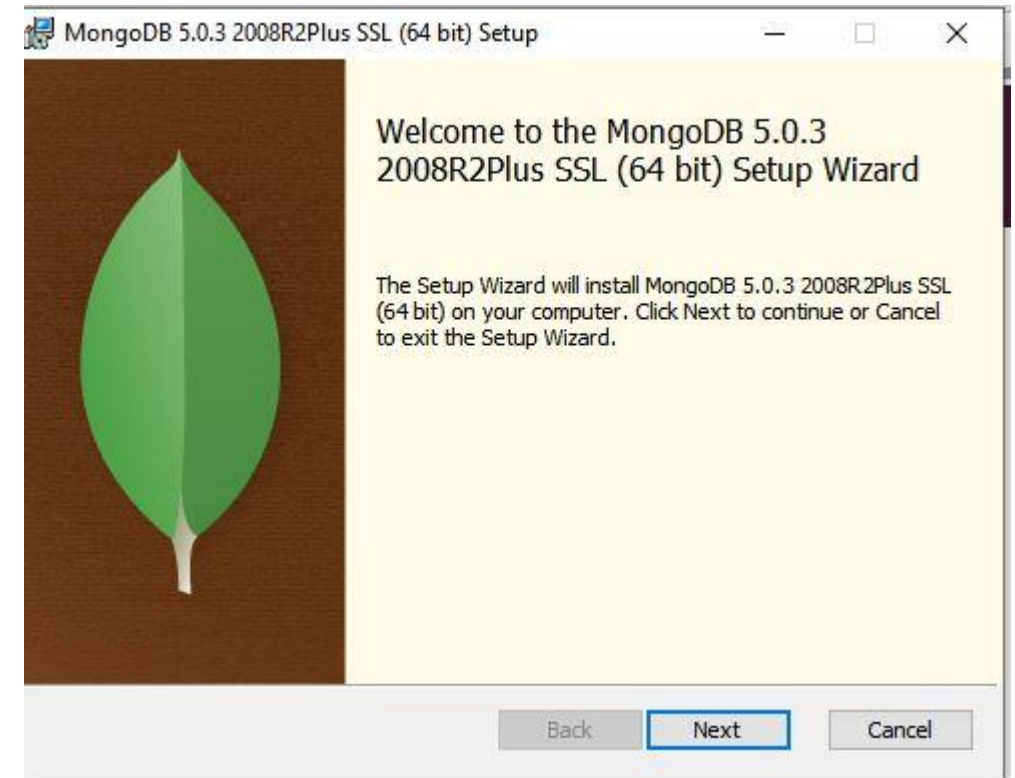 MongoDB 5.0.3 2008R2Plus SSL (64 bit) Setup
Welcome to the MongoDB 5.0.3
2008R2Plus SSL (64 bit) Setup Wizard
The Setup Wizard will install MongoDB 5.0.3 2008R2Plus SSL
(64 bit) on your computer. Click Next to continue or Cancel
to exit the Setup Wizard.
Back Next Cancel